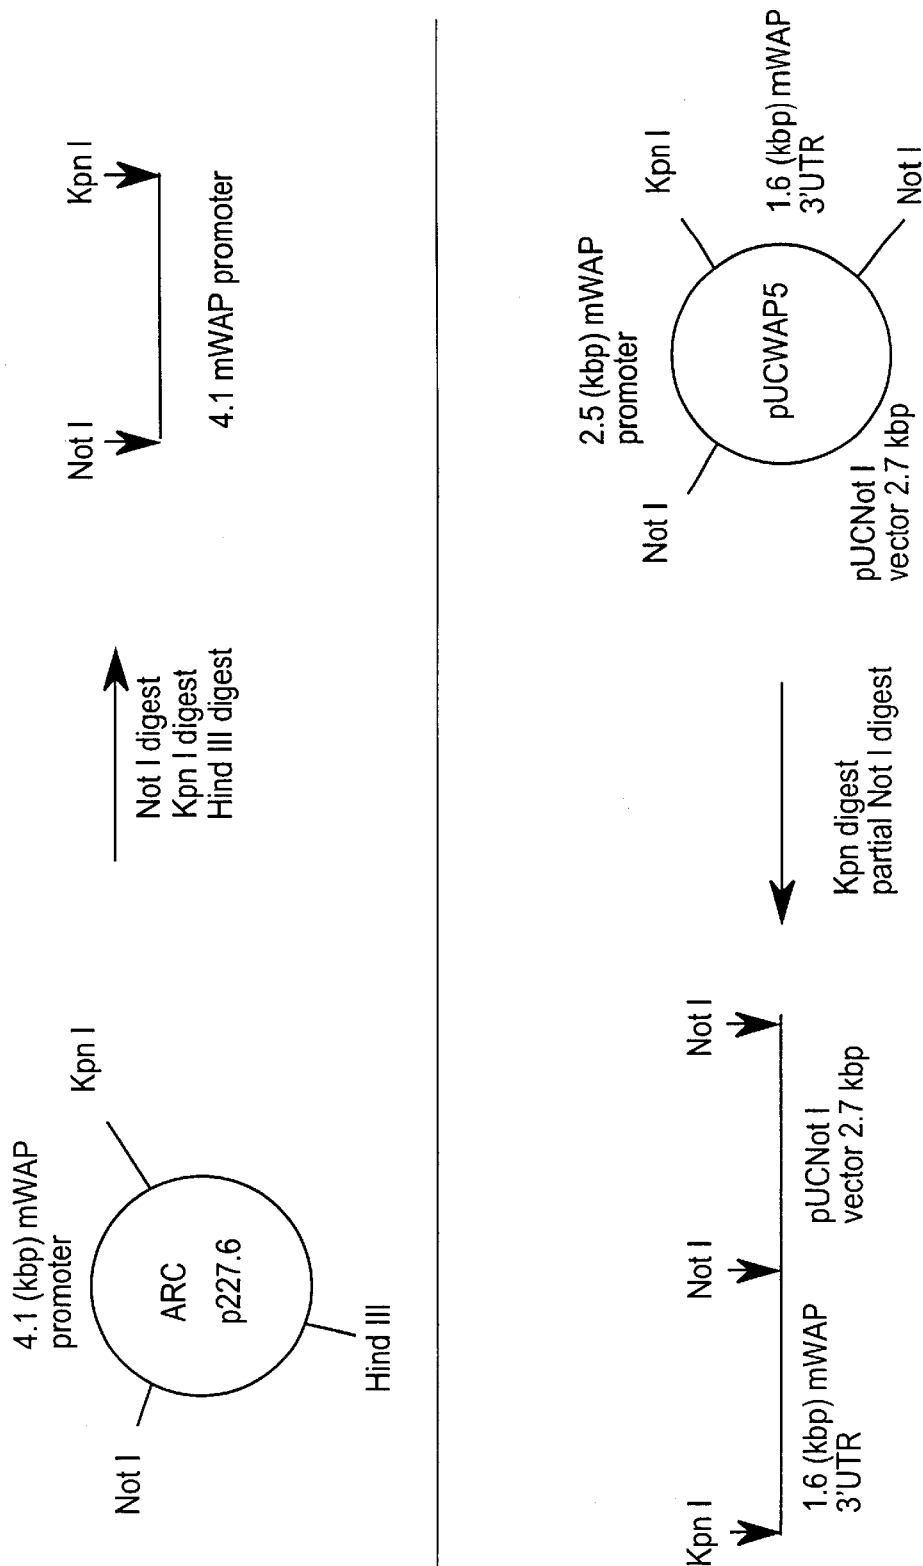 4.1 (kbp) mWAP
promoter
Kpn I
Not I
ARC
p227.6
Hind III
Not I digest
Kpn I digest
Hind III digest
Not I
Kpn I
4.1 mWAP promoter
Kpn I
Not I
Not I
1.6 (kbp) mWAP
3'UTR
pUCNot I
vector 2.7 kbp
Kpn digest
partial Not I digest
2.5 (kbp) mWAP
promoter
Not I
Kpn I
pUCWAP5
1.6 (kbp) mWAP
3'UTR
pUCNot I
vector 2.7 kbp
Not I